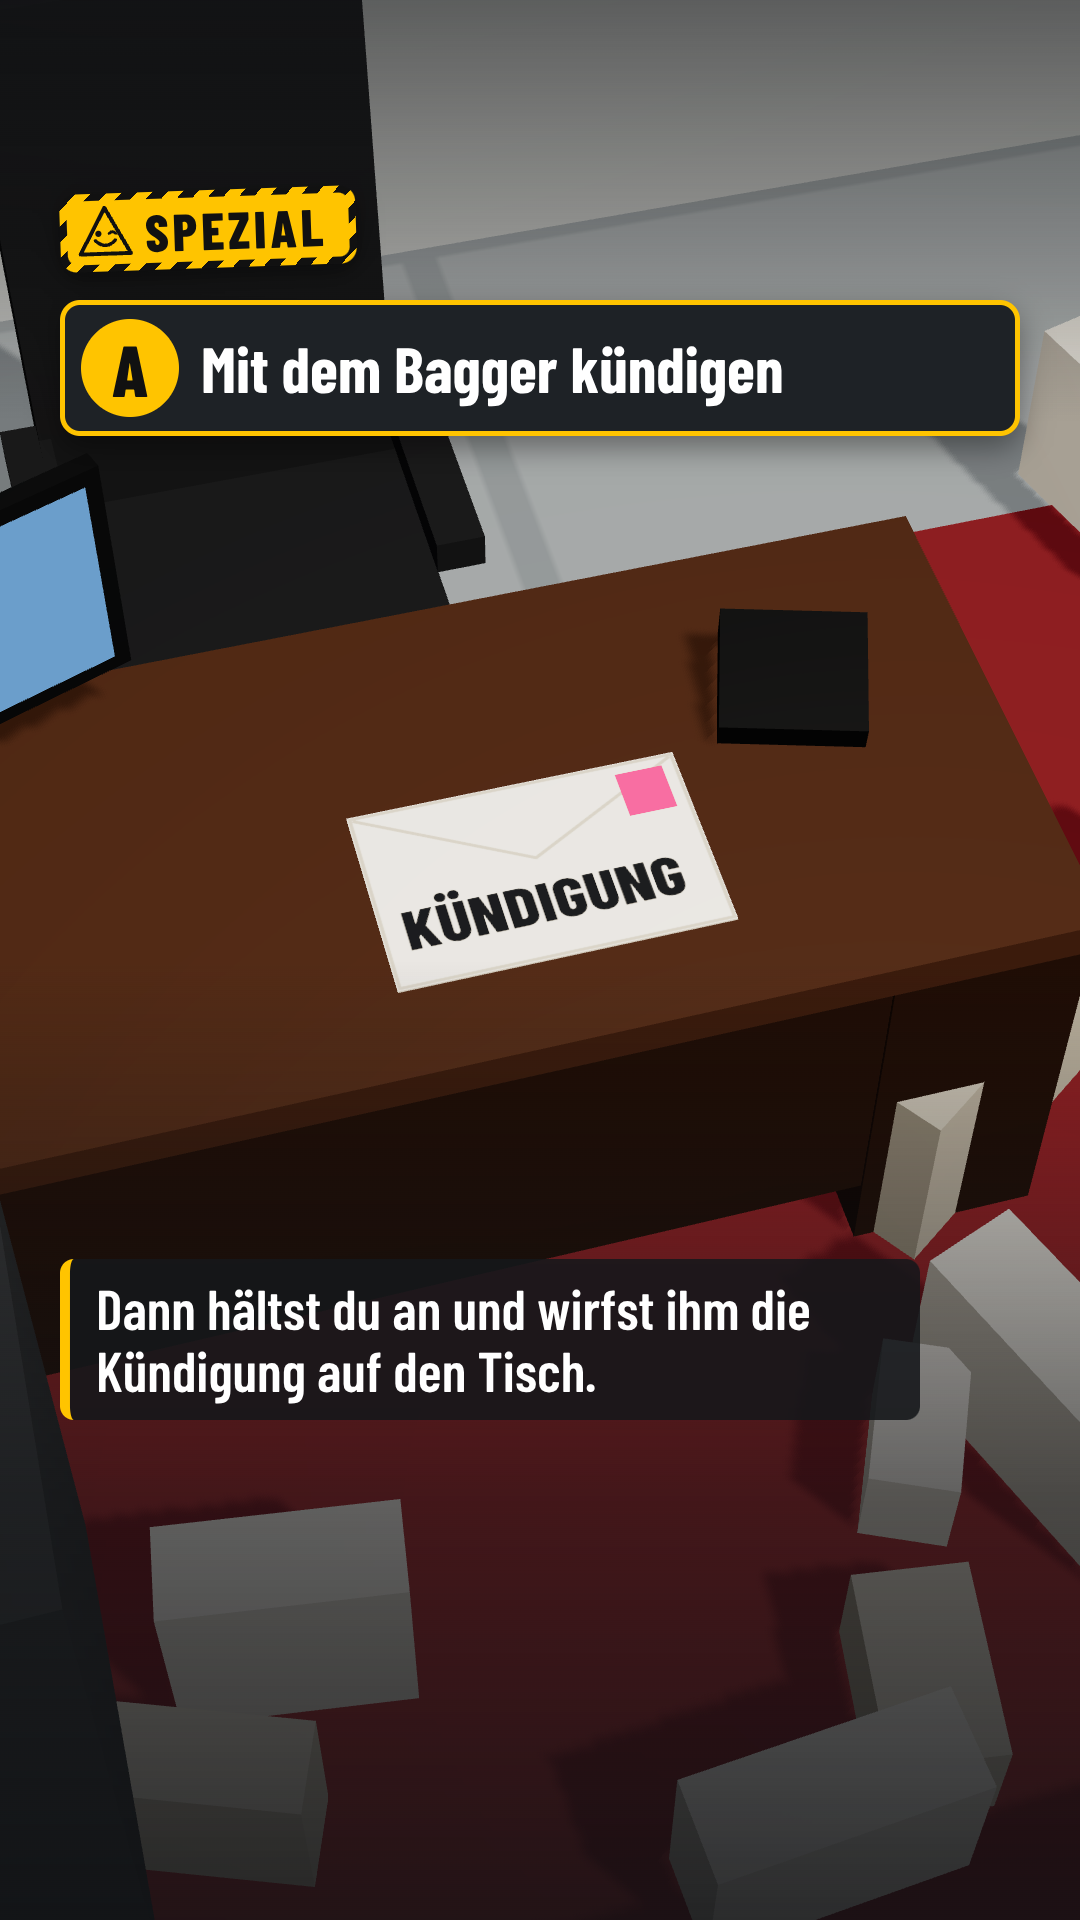 SPEZIAL
A Mit dem Bagger kündigen
KÜNDIGUNG
Dann hältst du an und wirfst ihm die
Kündigung auf den Tisch.